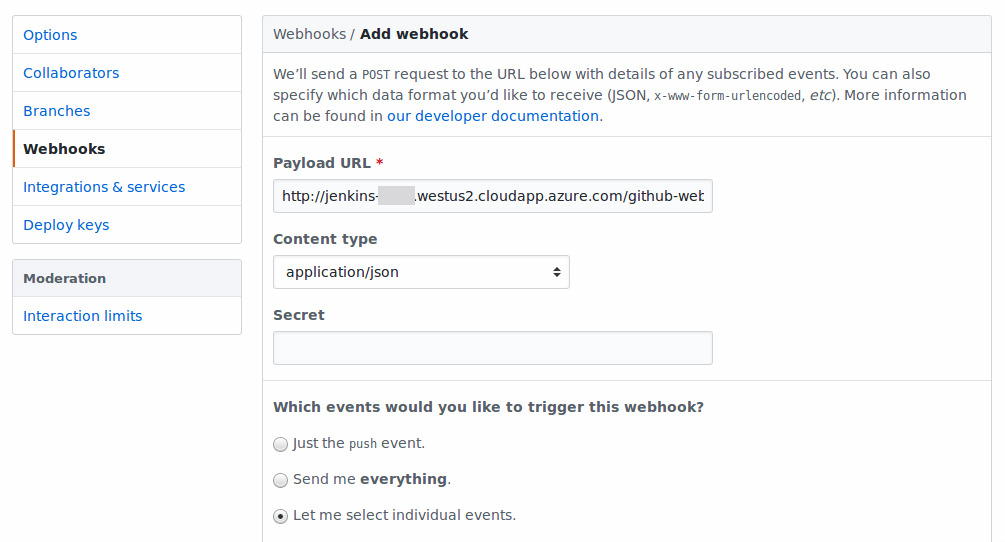 Options
Collaborators
Branches
Webhooks
Integrations & services
Deploy keys
Moderation
Interaction limits
Webhooks / Add webhook
We’ll send a POST request to the URL below with details of any subscribed events. You can also
specify which data format you’d like to receive (JSON, x-www-form-urlencoded, etc). More information
can be found in our developer documentation.
Payload URL *
http://jenkins- .westus2.cloudapp.azure.com/github-web
Content type
application/json
Secret
Which events would you like to trigger this webhook?
Just the push event.
Send me everything.
Let me select individual events.